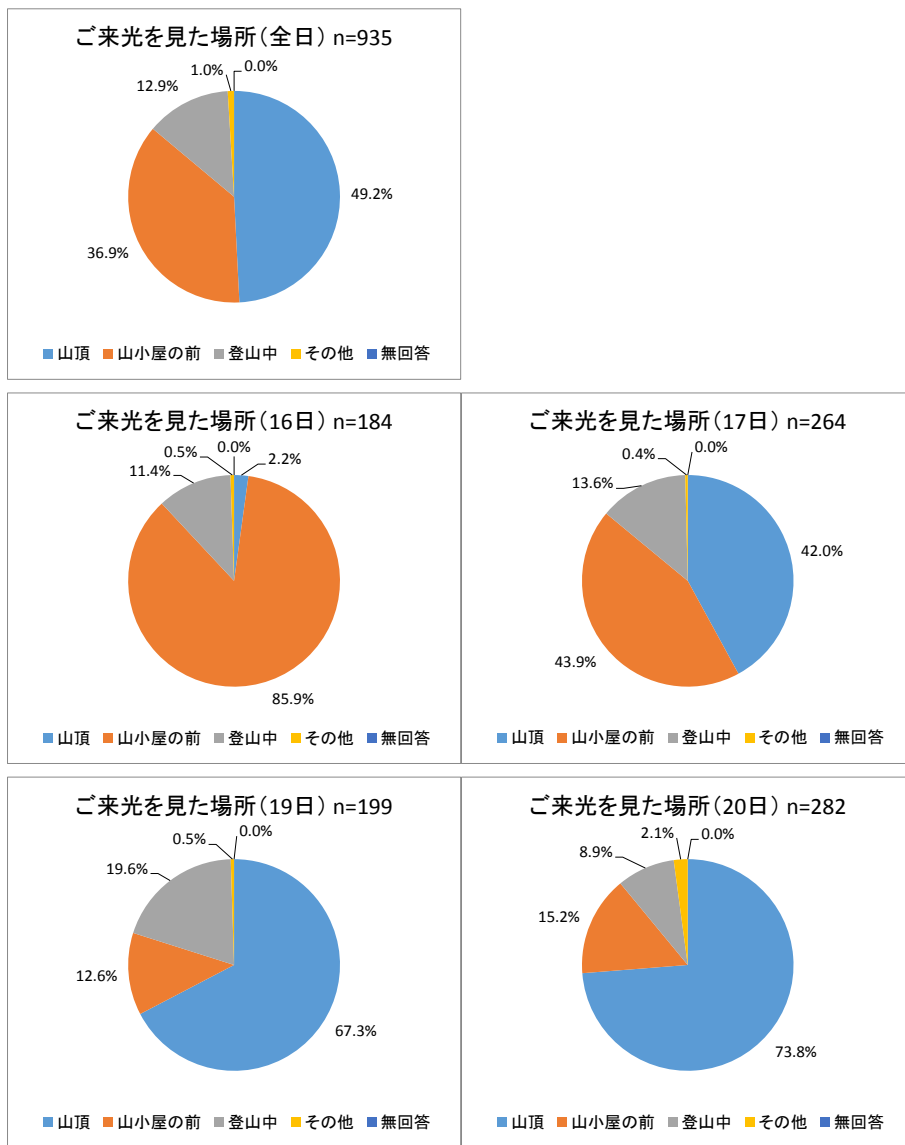 ご来光を見た場所(全日) n=935
1.0%
0.0%
12.9%
49.2%
36.9%
山頂 山小屋の前 登山中 その他 無回答
ご来光を見た場所(16日) n=184
0.5%
0.0%
2.2%
11.4%
85.9%
山頂 山小屋の前 登山中 その他 無回答
ご来光を見た場所(17日) n=264
0.4%
0.0%
13.6%
42.0%
43.9%
山頂 山小屋の前 登山中 その他 無回答
ご来光を見た場所(19日) n=199
0.5%
0.0%
19.6%
12.6%
67.3%
山頂 山小屋の前 登山中 その他 無回答
ご来光を見た場所(20日) n=282
2.1%
0.0%
8.9%
15.2%
73.8%
山頂 山小屋の前 登山中 その他 無回答